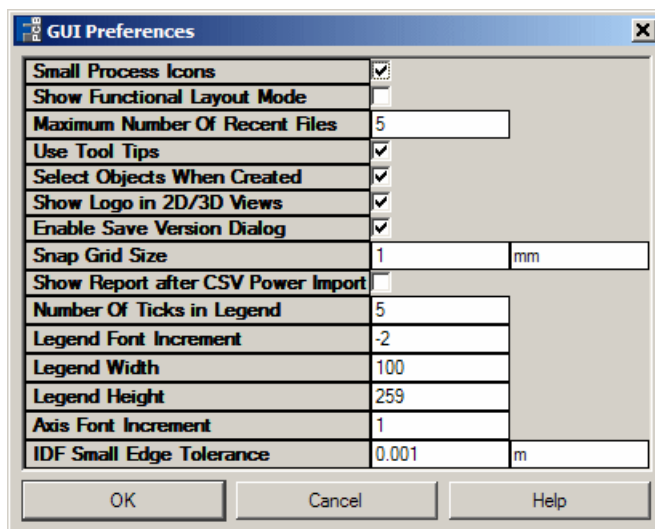 PCB GUI Preferences
Small Process Icons
Show Functional Layout Mode
Maximum Number Of Recent Files 5
Use Tool Tips
Select Objects When Created
Show Logo in 2D/3D Views
Enable Save Version Dialog
Snap Grid Size 1 mm
Show Report after CSV Power Import
Number Of Ticks in Legend 5
Legend Font Increment -2
Legend Width 100
Legend Height 259
Axis Font Increment 1
IDF Small Edge Tolerance 0.001 m
OK Cancel Help